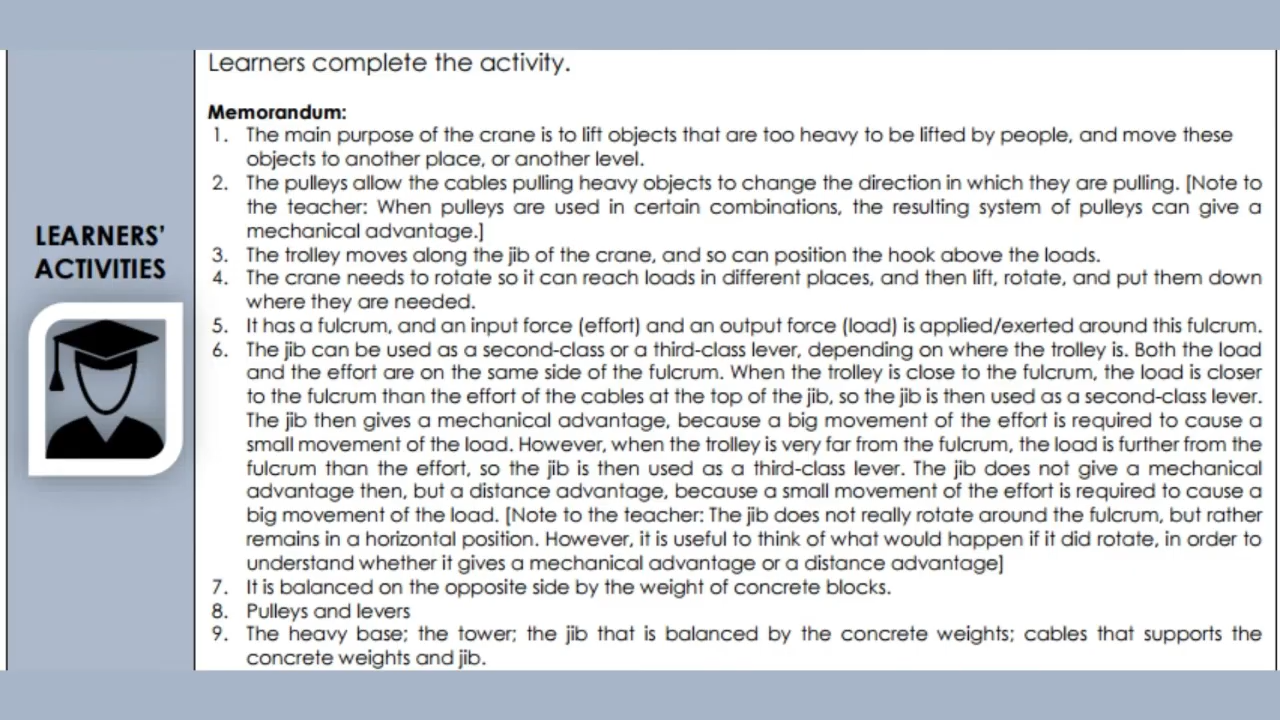 Learners complete the activity.
Memorandum:
1. The main purpose of the crane is to lift objects that are too heavy to be lifted by people, and move these
objects to another place, or another level.
2. The pulleys allow the cables pulling heavy objects to change the direction in which they are pulling. [Note to
the teacher: When pulleys are used in certain combinations, the resulting system of pulleys can give a
mechanical advantage.]
3. The trolley moves along the jib of the crane, and so can position the hook above the loads.
4. The crane needs to rotate so it can reach loads in different places, and then lift, rotate, and put them down
where they are needed.
5. It has a fulcrum, and an input force (effort) and an output force (load) is applied/exerted around this fulcrum.
6. The jib can be used as a second-class or a third-class lever, depending on where the trolley is. Both the load
and the effort are on the same side of the fulcrum. When the trolley is close to the fulcrum, the load is closer
to the fulcrum than the effort of the cables at the top of the jib, so the jib is then used as a second-class lever.
The jib then gives a mechanical advantage, because a big movement of the effort is required to cause a
small movement of the load. However, when the trolley is very far from the fulcrum, the load is further from the
fulcrum than the effort, so the jib is then used as a third-class lever. The jib does not give a mechanical
advantage then, but a distance advantage, because a small movement of the effort is required to cause a
big movement of the load. [Note to the teacher: The jib does not really rotate around the fulcrum, but rather
remains in a horizontal position. However, it is useful to think of what would happen if it did rotate, in order to
understand whether it gives a mechanical advantage or a distance advantage]
7. It is balanced on the opposite side by the weight of concrete blocks.
8. Pulleys and levers
9. The heavy base; the tower; the jib that is balanced by the concrete weights; cables that supports the
concrete weights and jib.
LEARNERS'
ACTIVITIES